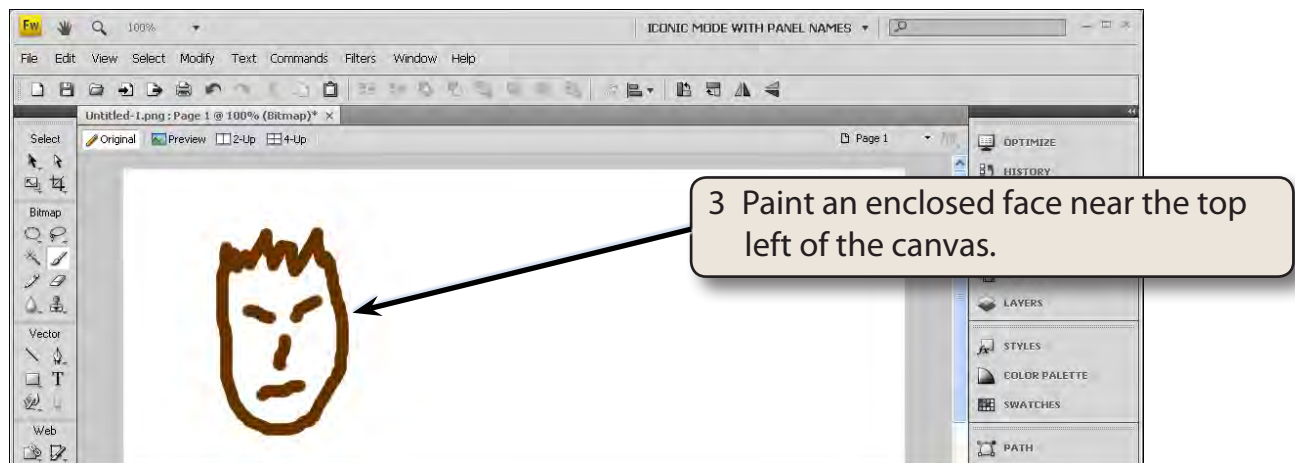 Fw 100% ICONIC MODE WITH PANEL NAMES
File Edit View Select Modify Text Commands Filters Window Help
Untitled-1.png : Page 1 @ 100% (Bitmap)* ×
Select Original Preview 2-Up 4-Up Page 1
OPTIMIZE
HISTORY
3 Paint an enclosed face near the top
left of the canvas.
Bitmap
LAYERS
Vector
STYLES
T
COLOR PALETTE
SWATCHES
Web
PATH